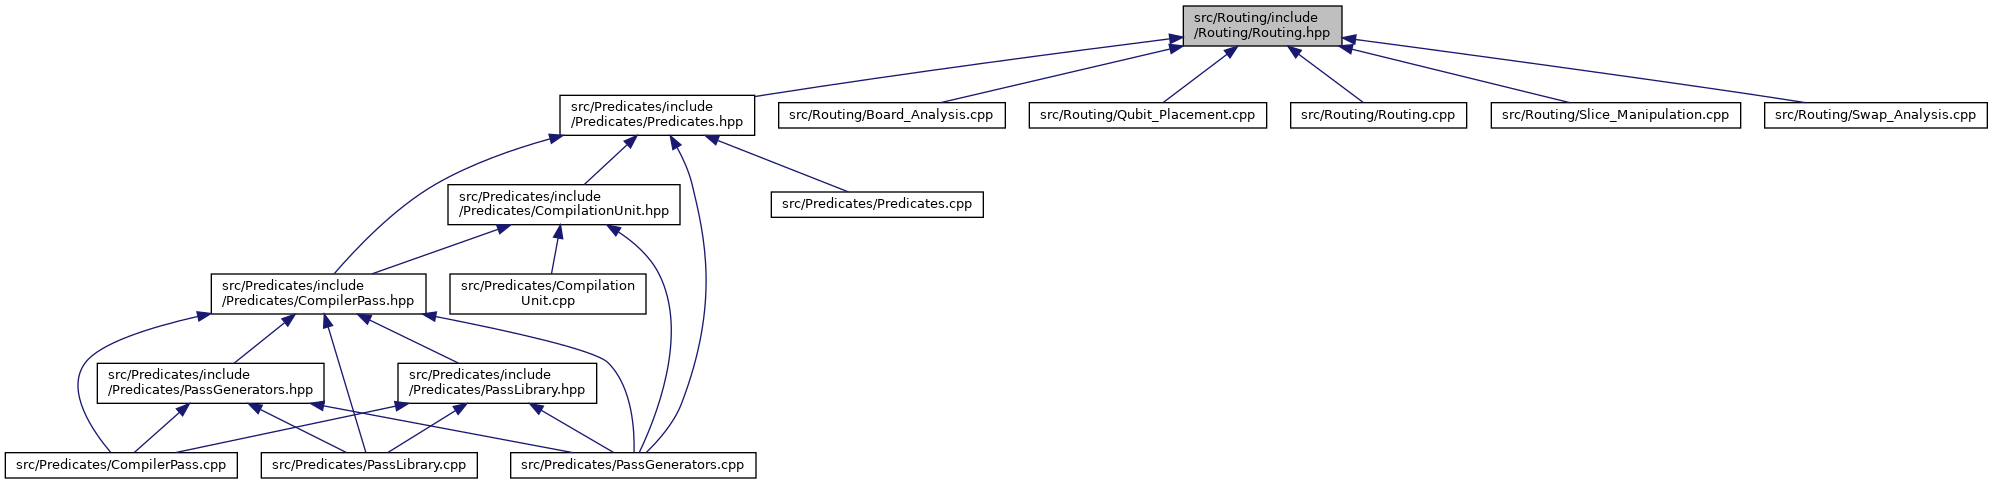 src/Routing/include
/Routing/Routing.hpp
src/Predicates/include
/Predicates/Predicates.hpp
src/Routing/Board_Analysis.cpp
src/Routing/Qubit_Placement.cpp
src/Routing/Routing.cpp
src/Routing/Slice_Manipulation.cpp
src/Routing/Swap_Analysis.cpp
src/Predicates/include
/Predicates/CompilationUnit.hpp
src/Predicates/Predicates.cpp
src/Predicates/include
/Predicates/CompilerPass.hpp
src/Predicates/Compilation
Unit.cpp
src/Predicates/include
/Predicates/PassGenerators.hpp
src/Predicates/include
/Predicates/PassLibrary.hpp
src/Predicates/CompilerPass.cpp
src/Predicates/PassLibrary.cpp
src/Predicates/PassGenerators.cpp